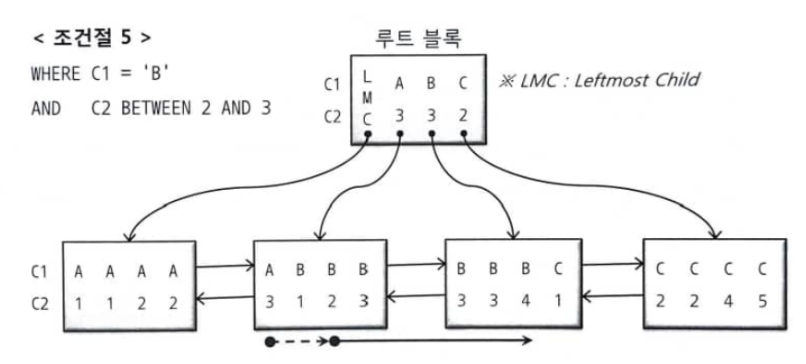 < 조건절 5 >
WHERE C1 = 'B'
AND C2 BETWEEN 2 AND 3
루트 블록
C1 L A B C
M
C2 C 3 3 2
※ LMC : Leftmost Child
C1 A A A A A B B B B B B C C C C C
C2 1 1 2 2 3 1 2 3 3 3 4 1 2 2 4 5